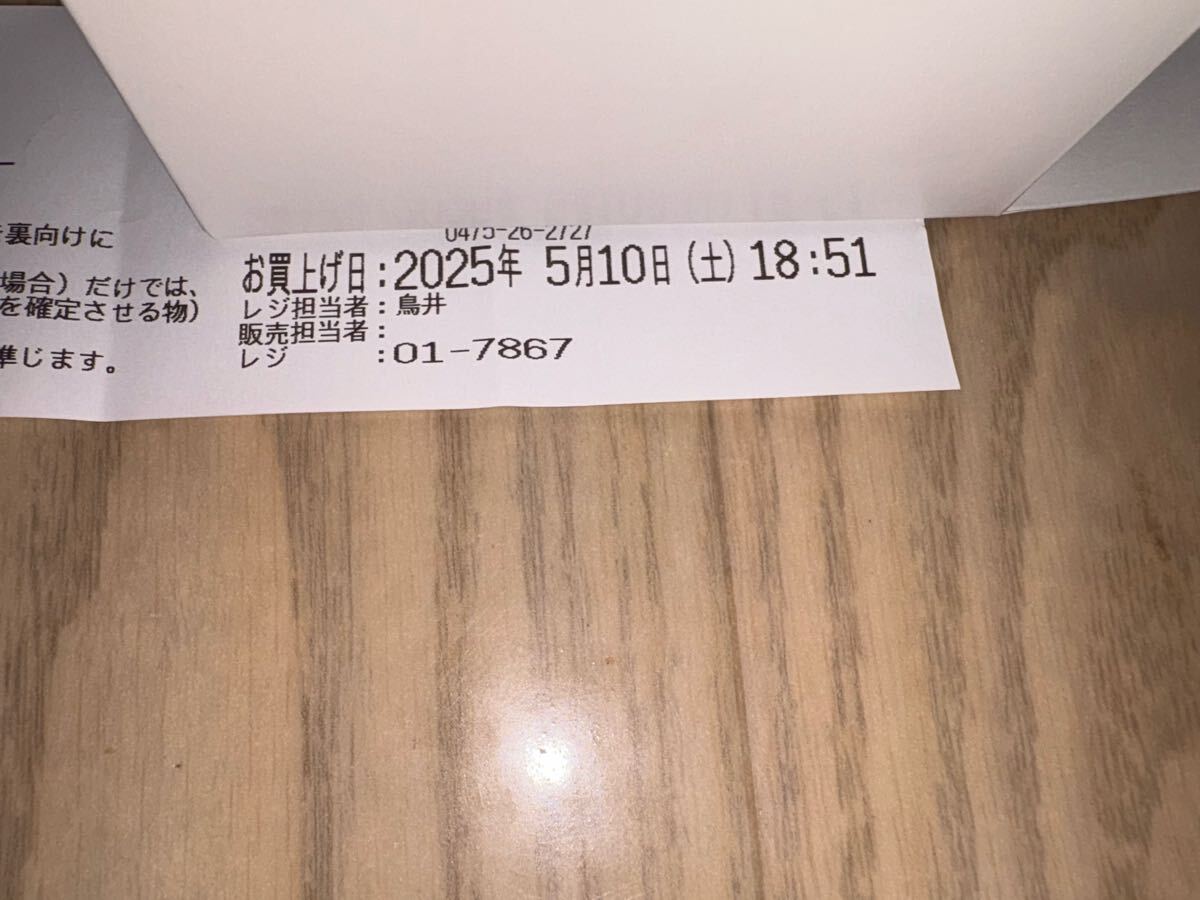 裏向けに
場合）だけでは、
を確定させる物）
準じます。
0475-26-2727
お買上げ日：2025年 5月10日（土）18：51
レジ担当者：鳥井
販売担当者：
レジ　　　：01-7867